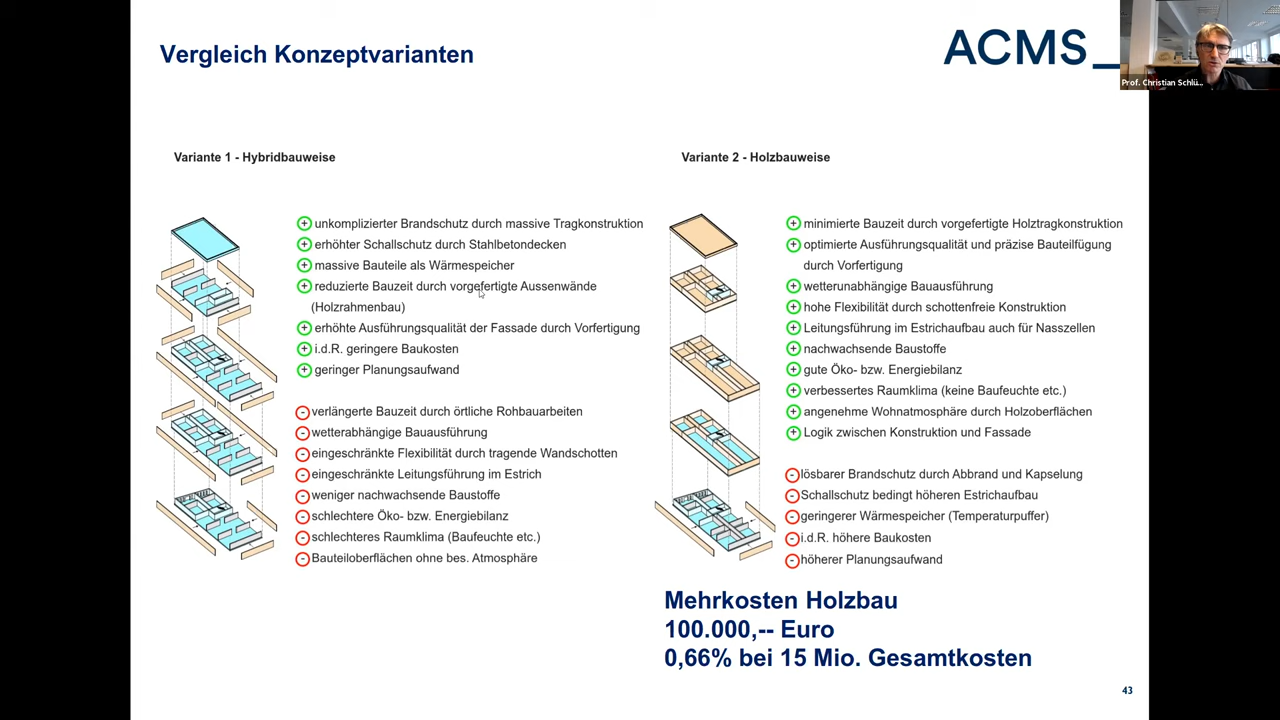 Vergleich Konzeptvarianten
ACMS_
Prof. Christian Schlü...
Variante 1 - Hybridbauweise
+ unkomplizierter Brandschutz durch massive Tragkonstruktion
+ erhöhter Schallschutz durch Stahlbetondecken
+ massive Bauteile als Wärmespeicher
+ reduzierte Bauzeit durch vorgefertigte Aussenwände
(Holzrahmenbau)
+ erhöhte Ausführungsqualität der Fassade durch Vorfertigung
+ i.d.R. geringere Baukosten
+ geringer Planungsaufwand
- verlängerte Bauzeit durch örtliche Rohbauarbeiten
- wetterabhängige Bauausführung
- eingeschränkte Flexibilität durch tragende Wandschotten
- eingeschränkte Leitungsführung im Estrich
- weniger nachwachsende Baustoffe
- schlechtere Öko- bzw. Energiebilanz
- schlechteres Raumklima (Baufeuchte etc.)
- Bauteiloberflächen ohne bes. Atmosphäre
Variante 2 - Holzbauweise
+ minimierte Bauzeit durch vorgefertigte Holztragkonstruktion
+ optimierte Ausführungsqualität und präzise Bauteilfügung
durch Vorfertigung
+ wetterunabhängige Bauausführung
+ hohe Flexibilität durch schottenfreie Konstruktion
+ Leitungsführung im Estrichaufbau auch für Nasszellen
+ nachwachsende Baustoffe
+ gute Öko- bzw. Energiebilanz
+ verbessertes Raumklima (keine Baufeuchte etc.)
+ angenehme Wohnatmosphäre durch Holzoberflächen
+ Logik zwischen Konstruktion und Fassade
- lösbarer Brandschutz durch Abbrand und Kapselung
- Schallschutz bedingt höheren Estrichaufbau
- geringerer Wärmespeicher (Temperaturpuffer)
- i.d.R. höhere Baukosten
- höherer Planungsaufwand
Mehrkosten Holzbau
100.000,-- Euro
0,66% bei 15 Mio. Gesamtkosten
43